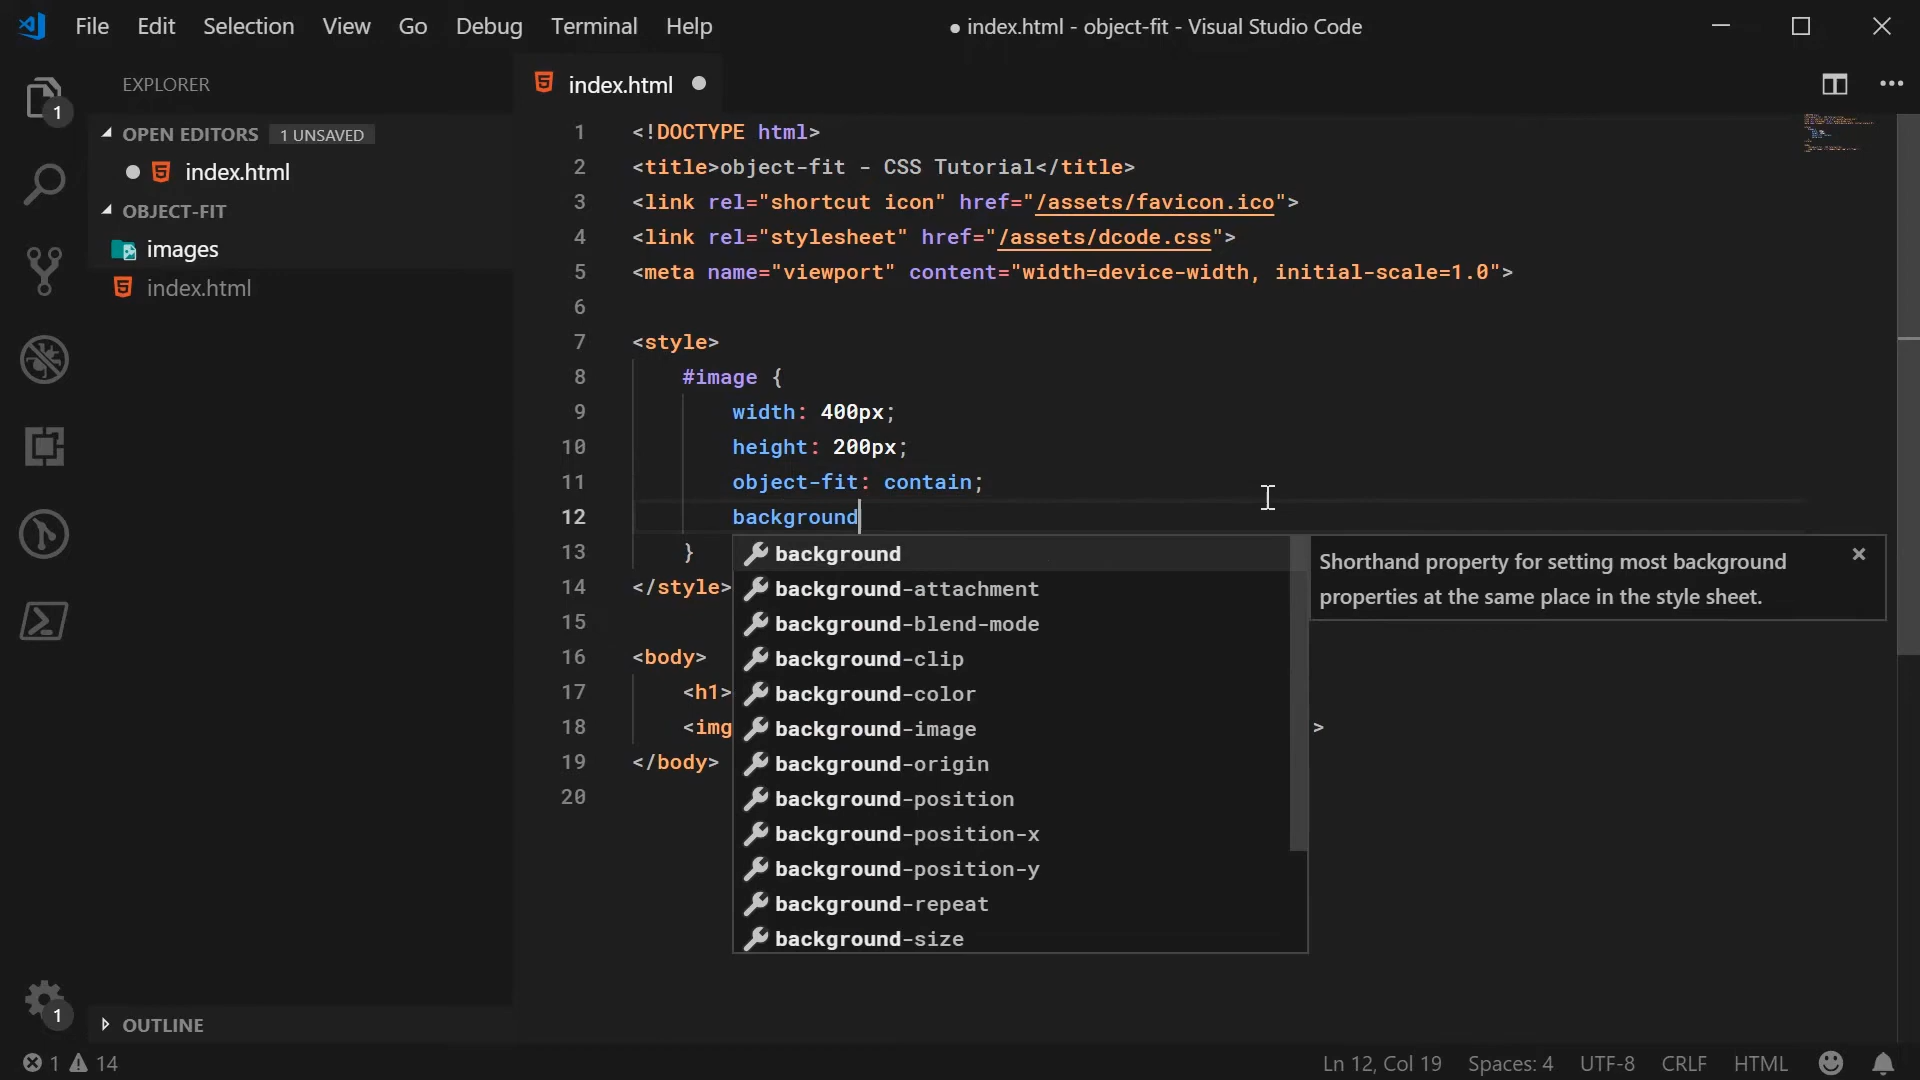 File Edit Selection View Go Debug Terminal Help
● index.html - object-fit - Visual Studio Code
EXPLORER
1
OPEN EDITORS 1 UNSAVED
index.html
OBJECT-FIT
images
index.html
index.html
1 <!DOCTYPE html>
2 <title>object-fit - CSS Tutorial</title>
3 <link rel="shortcut icon" href="/assets/favicon.ico">
4 <link rel="stylesheet" href="/assets/dcode.css">
5 <meta name="viewport" content="width=device-width, initial-scale=1.0">
6
7 <style>
8 #image {
9 width: 400px;
10 height: 200px;
11 object-fit: contain;
12 background
13 }
14 </style>
15
16 <body>
17 <h1>
18 <img >
19 </body>
20
background
background-attachment
background-blend-mode
background-clip
background-color
background-image
background-origin
background-position
background-position-x
background-position-y
background-repeat
background-size
Shorthand property for setting most background
properties at the same place in the style sheet.
1
OUTLINE
1 14
Ln 12, Col 19 Spaces: 4 UTF-8 CRLF HTML